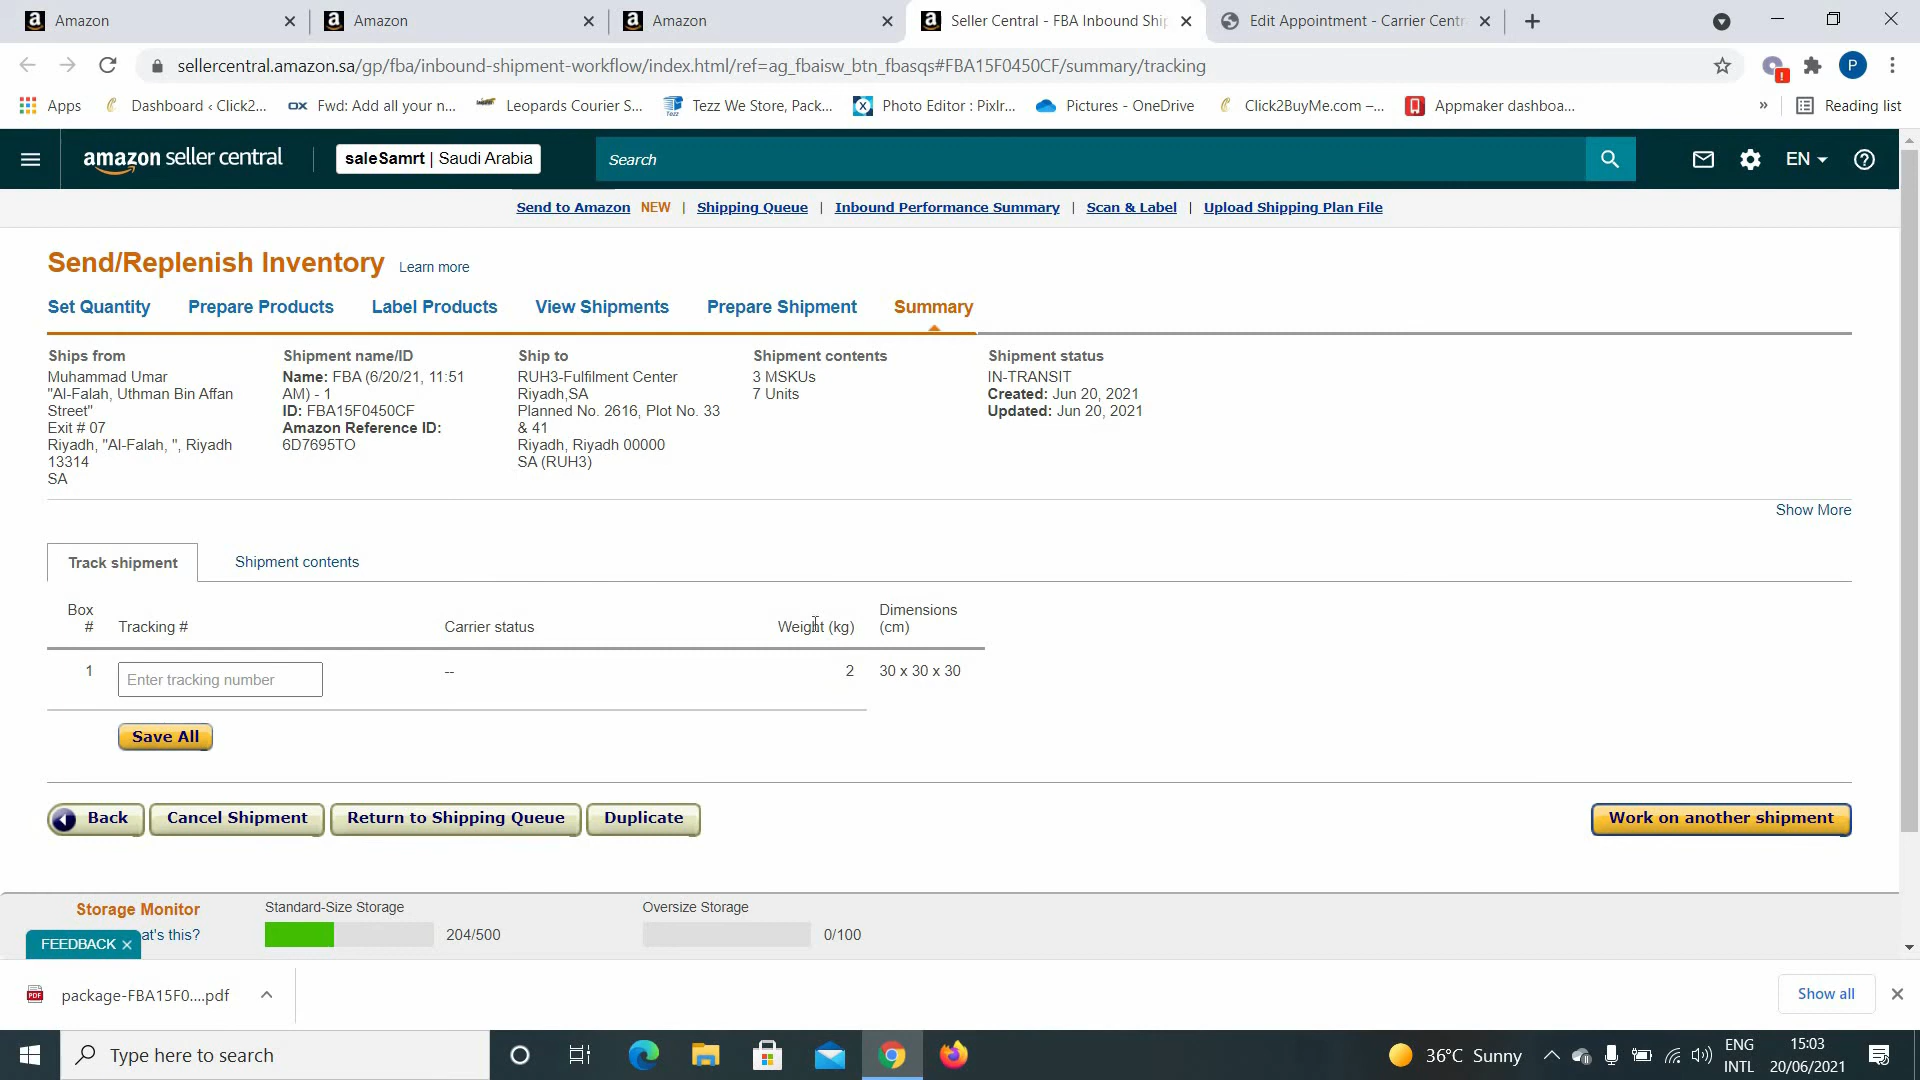 Amazon
Amazon
Amazon
Seller Central - FBA Inbound Ship
Edit Appointment - Carrier Centr
sellercentral.amazon.sa/gp/fba/inbound-shipment-workflow/index.html/ref=ag_fbaisw_btn_fbasqs#FBA15F0450CF/summary/tracking
P
Apps
Dashboard ‹ Click2...
Fwd: Add all your n...
Leopards Courier S...
Tezz We Store, Pack...
Photo Editor : Pixlr...
Pictures - OneDrive
Click2BuyMe.com –...
Appmaker dashboa...
»
Reading list
amazon seller central
saleSamrt | Saudi Arabia
Search
EN
Send to Amazon NEW | Shipping Queue | Inbound Performance Summary | Scan & Label | Upload Shipping Plan File
Send/Replenish Inventory Learn more
Set Quantity
Prepare Products
Label Products
View Shipments
Prepare Shipment
Summary
Ships from
Muhammad Umar
"Al-Falah, Uthman Bin Affan
Street"
Exit # 07
Riyadh, "Al-Falah, ", Riyadh
13314
SA
Shipment name/ID
Name: FBA (6/20/21, 11:51
AM) - 1
ID: FBA15F0450CF
Amazon Reference ID:
6D7695TO
Ship to
RUH3-Fulfilment Center
Riyadh,SA
Planned No. 2616, Plot No. 33
& 41
Riyadh, Riyadh 00000
SA (RUH3)
Shipment contents
3 MSKUs
7 Units
Shipment status
IN-TRANSIT
Created: Jun 20, 2021
Updated: Jun 20, 2021
Show More
Track shipment
Shipment contents
Box
#
Tracking #
Carrier status
Weight (kg)
Dimensions
(cm)
1
Enter tracking number
--
2
30 x 30 x 30
Save All
Back
Cancel Shipment
Return to Shipping Queue
Duplicate
Work on another shipment
Storage Monitor
at's this?
Standard-Size Storage
204/500
Oversize Storage
0/100
FEEDBACK ×
PDF
package-FBA15F0....pdf
Show all
Type here to search
36°C Sunny
ENG
INTL
15:03
20/06/2021